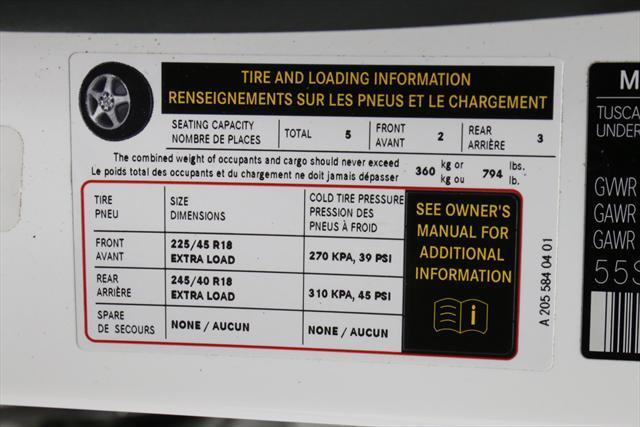 TIRE AND LOADING INFORMATION
RENSEIGNEMENTS SUR LES PNEUS ET LE CHARGEMENT
SEATING CAPACITY
NOMBRE DE PLACES
TOTAL 5
FRONT
AVANT
2
REAR
ARRIÈRE
3
The combined weight of occupants and cargo should never exceed
Le poids total des occupants et du chargement ne doit jamais dépasser
360 kg or
kg ou
794 lbs.
lb.
TIRE
PNEU
SIZE
DIMENSIONS
COLD TIRE PRESSURE
PRESSION DES
PNEUS À FROID
FRONT
AVANT
225/45 R18
EXTRA LOAD
270 KPA, 39 PSI
REAR
ARRIÈRE
245/40 R18
EXTRA LOAD
310 KPA, 45 PSI
SPARE
DE SECOURS
NONE / AUCUN
NONE / AUCUN
SEE OWNER'S
MANUAL FOR
ADDITIONAL
INFORMATION
i
A 205 584 04 01
M
TUSCA
UNDER
GVWR
GAWR
GAWR
55S